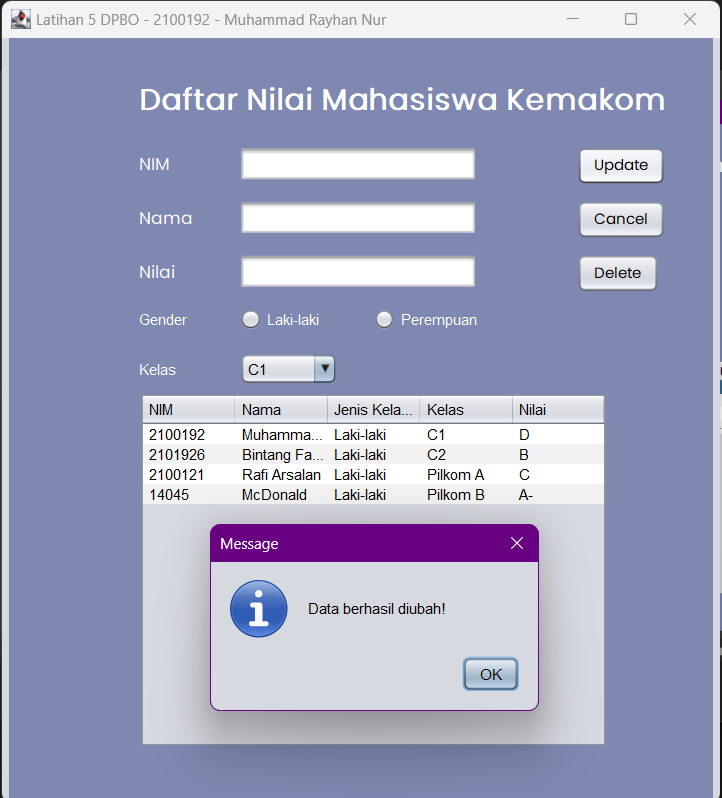 Latihan 5 DPBO - 2100192 - Muhammad Rayhan Nur
Daftar Nilai Mahasiswa Kemakom
NIM Update
Nama Cancel
Nilai Delete
Gender Laki-laki Perempuan
Kelas C1
NIM Nama Jenis Kela... Kelas Nilai
2100192 Muhamma... Laki-laki C1 D
2101926 Bintang Fa... Laki-laki C2 B
2100121 Rafi Arsalan Laki-laki Pilkom A C
14045 McDonald Laki-laki Pilkom B A-
Message
Data berhasil diubah!
OK